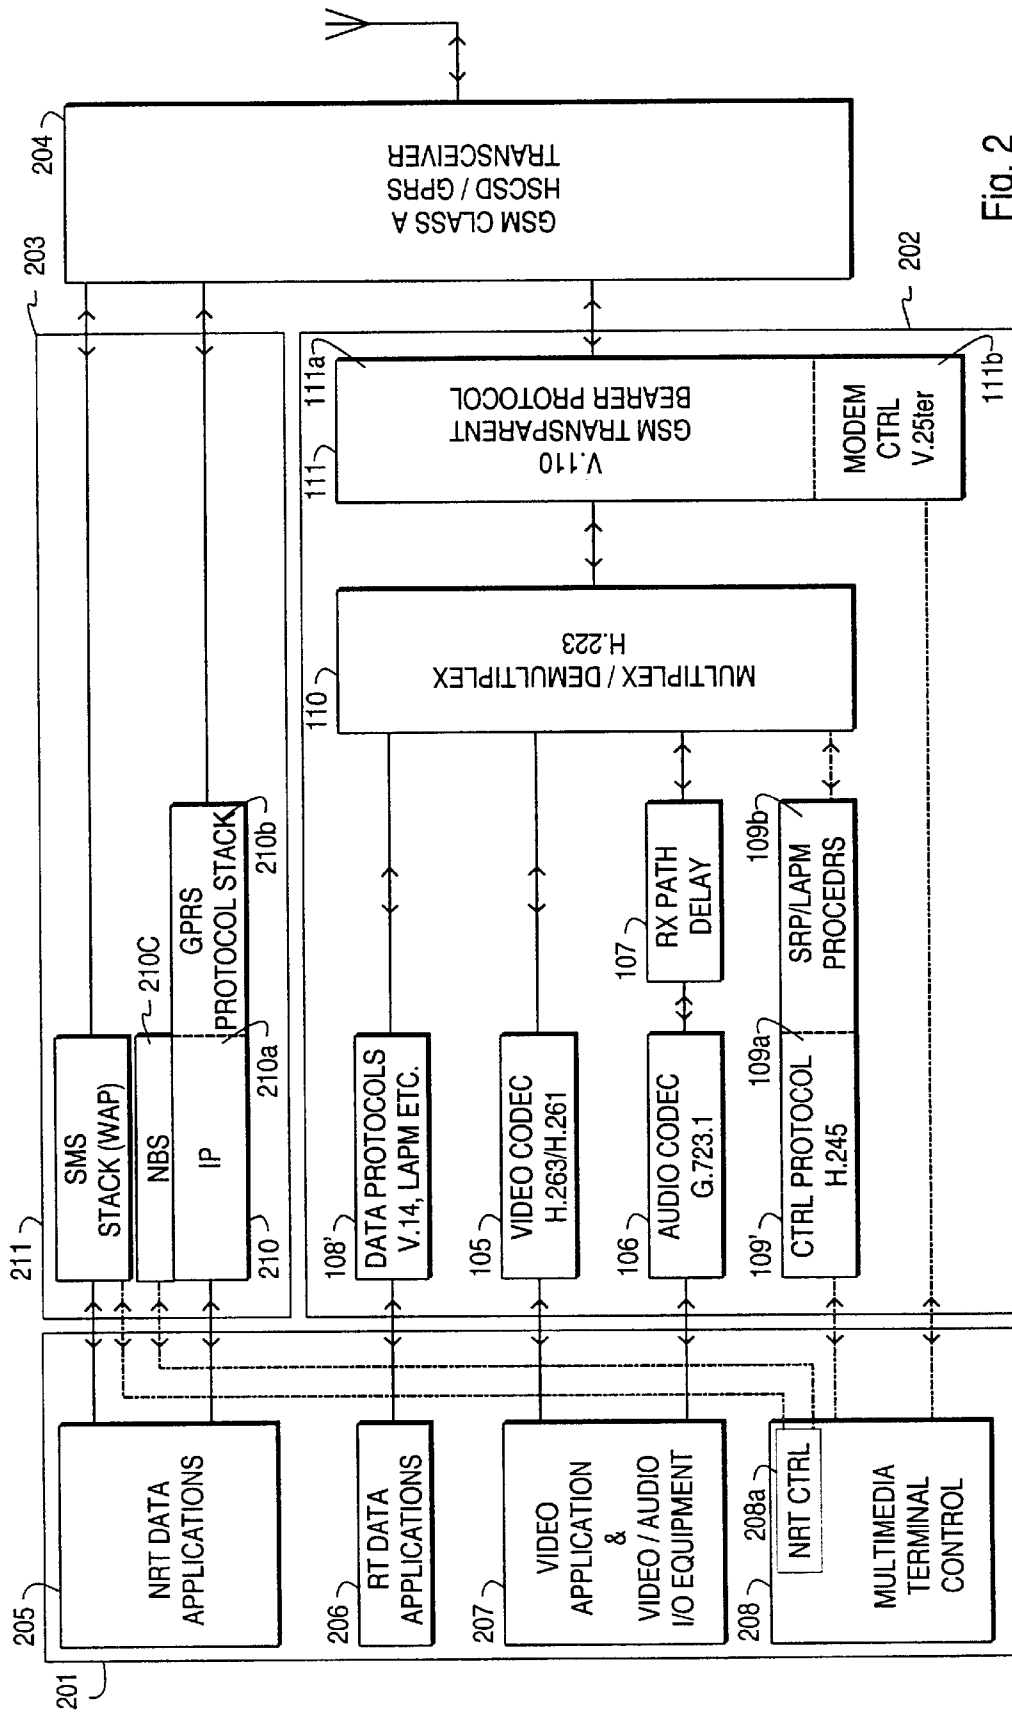 201
205
NRT DATA
APPLICATIONS
206
RT DATA
APPLICATIONS
207
VIDEO
APPLICATION
&
VIDEO / AUDIO
I/O EQUIPMENT
208
208a
NRT CTRL
MULTIMEDIA
TERMINAL
CONTROL
203
211
SMS
STACK (WAP)
210C
NBS
IP
210
210a
GPRS
PROTOCOL STACK
210b
202
108'
DATA PROTOCOLS
V.14, LAPM ETC.
105
VIDEO CODEC
H.263/H.261
106
AUDIO CODEC
G.723.1
107
RX PATH
DELAY
109'
109a
CTRL PROTOCOL
H.245
109b
SRP/LAPM
PROCEDRS
110
MULTIPLEX / DEMULTIPLEX
H.223
111
111a
V.110
GSM TRANSPARENT
BEARER PROTOCOL
MODEM
CTRL
V.25ter
111b
204
GSM CLASS A
HSCSD / GPRS
TRANSCEIVER
Fig. 2